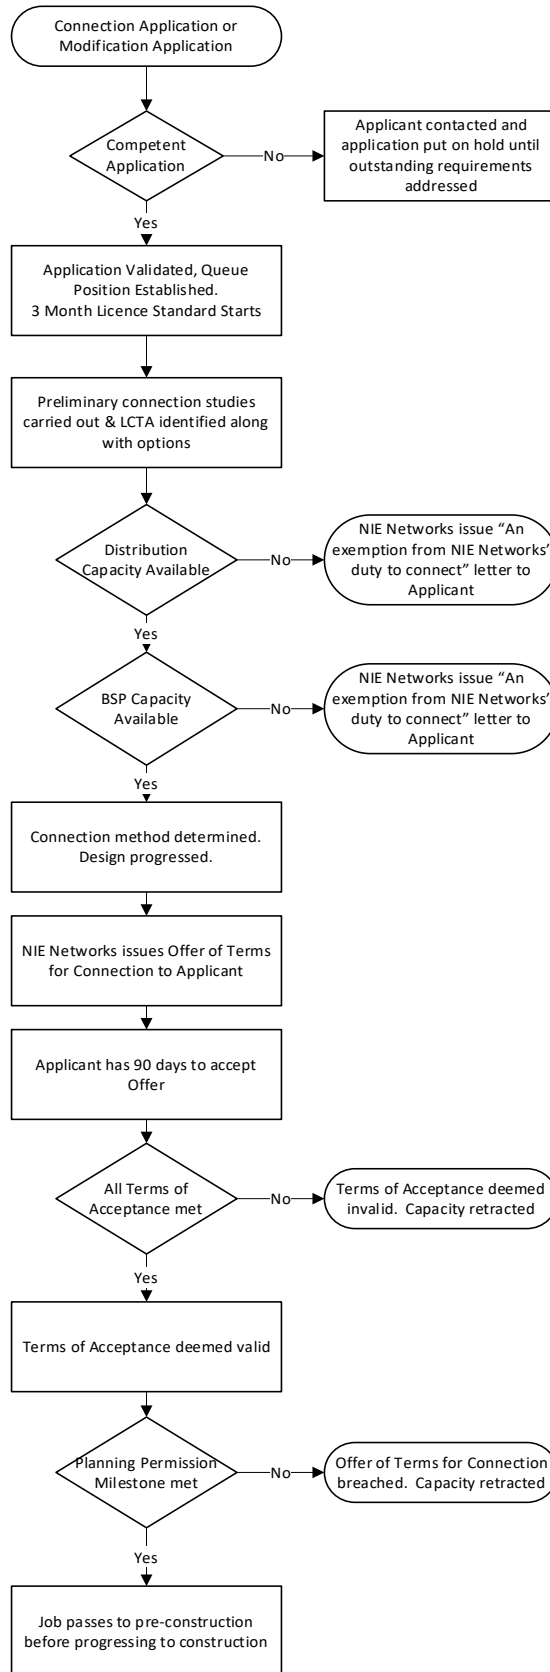 Connection Application or
Modification Application
Competent
Application
No
Applicant contacted and
application put on hold until
outstanding requirements
addressed
Yes
Application Validated, Queue
Position Established.
3 Month Licence Standard Starts
Preliminary connection studies
carried out & LCTA identified along
with options
Distribution
Capacity Available
No
NIE Networks issue “An
exemption from NIE Networks’
duty to connect” letter to
Applicant
Yes
BSP Capacity
Available
No
NIE Networks issue “An
exemption from NIE Networks’
duty to connect” letter to
Applicant
Yes
Connection method determined.
Design progressed.
NIE Networks issues Offer of Terms
for Connection to Applicant
Applicant has 90 days to accept
Offer
All Terms of
Acceptance met
No
Terms of Acceptance deemed
invalid. Capacity retracted
Yes
Terms of Acceptance deemed valid
Planning Permission
Milestone met
No
Offer of Terms for Connection
breached. Capacity retracted
Yes
Job passes to pre-construction
before progressing to construction